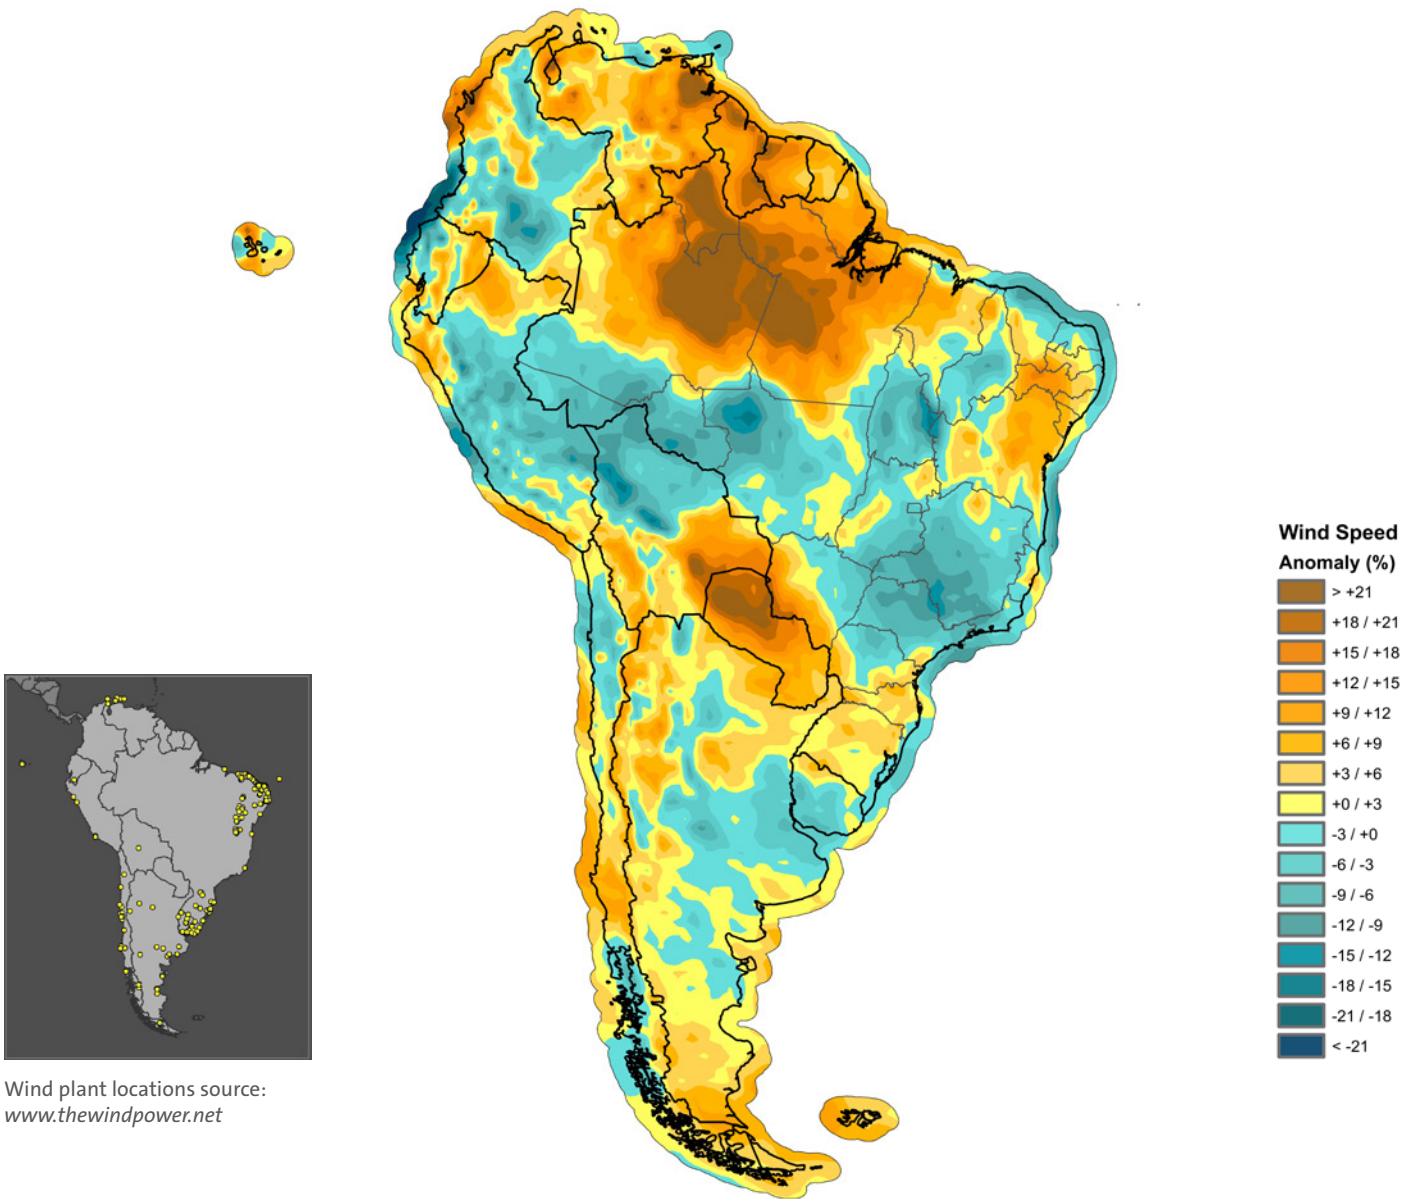 Wind Speed
Anomaly (%)
> +21
+18 / +21
+15 / +18
+12 / +15
+9 / +12
+6 / +9
+3 / +6
+0 / +3
-3 / +0
-6 / -3
-9 / -6
-12 / -9
-15 / -12
-18 / -15
-21 / -18
< -21
Wind plant locations source:
www.thewindpower.net